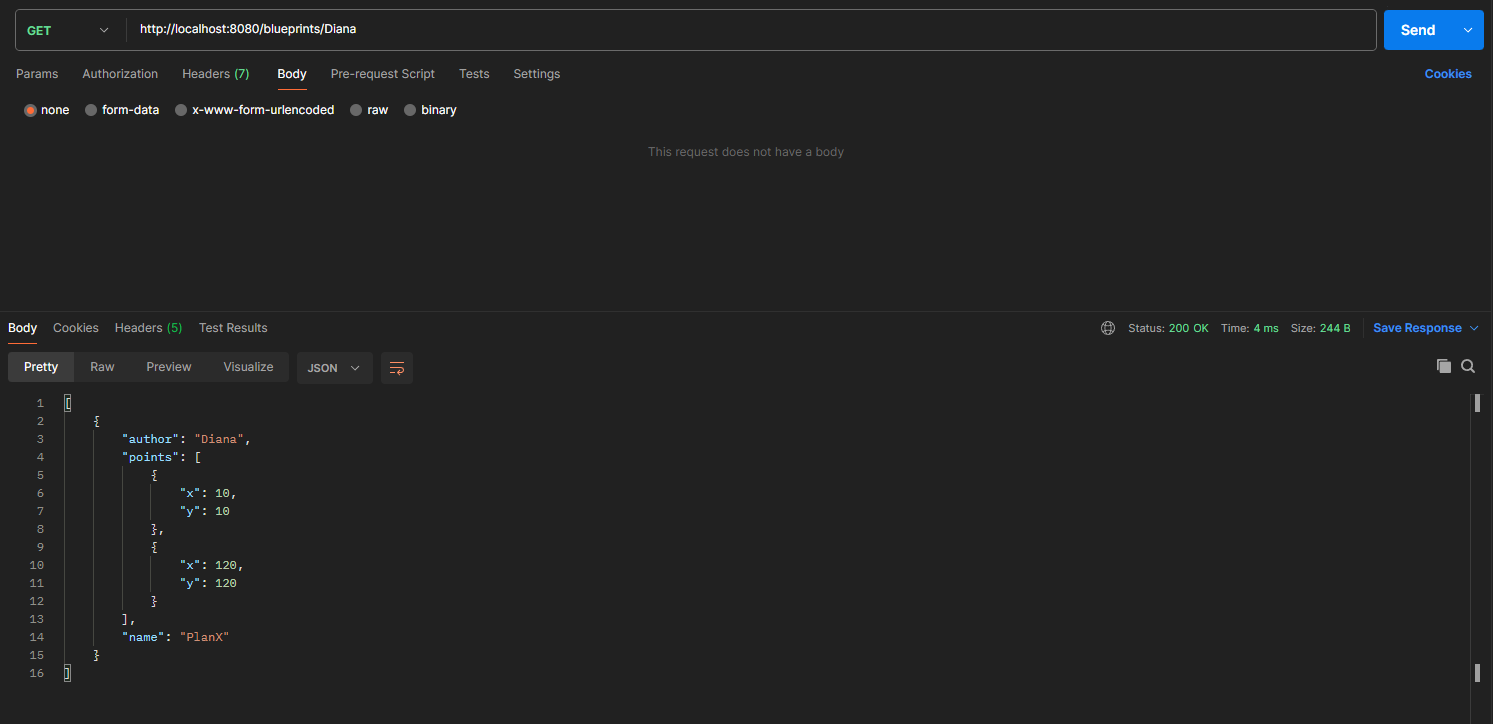 GET http://localhost:8080/blueprints/Diana Send
Params Authorization Headers (7) Body Pre-request Script Tests Settings Cookies
none form-data x-www-form-urlencoded raw binary
This request does not have a body
Body Cookies Headers (5) Test Results Status: 200 OK Time: 4 ms Size: 244 B Save Response
Pretty Raw Preview Visualize JSON
1 [
2 {
3 "author": "Diana",
4 "points": [
5 {
6 "x": 10,
7 "y": 10
8 },
9 {
10 "x": 120,
11 "y": 120
12 }
13 ],
14 "name": "PlanX"
15 }
16 ]